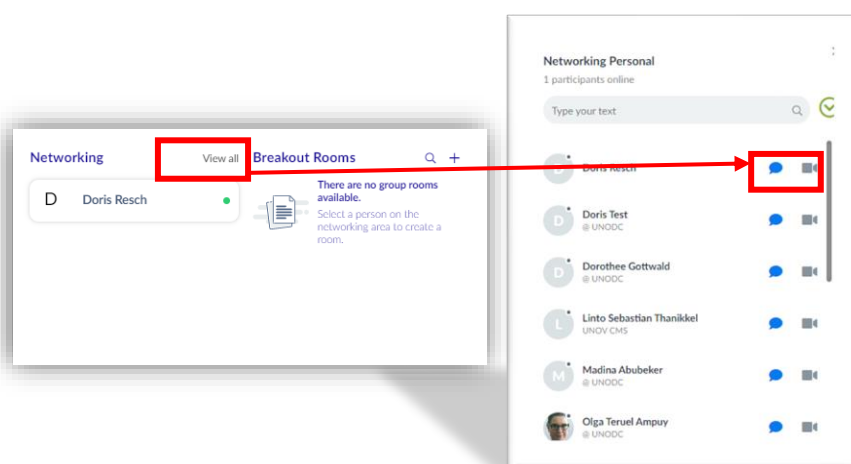 Networking
View all
Breakout Rooms
D
Doris Resch
There are no group rooms
available.
Select a person on the
networking area to create a
room.
Networking Personal
1 participants online
Type your text
D
Doris Resch
D
Doris Test
@ UNODC
D
Dorothee Gottwald
@ UNODC
L
Linto Sebastian Thanikkel
UNOV CMS
M
Madina Abubeker
@ UNODC
Olga Teruel Ampuy
@ UNODC